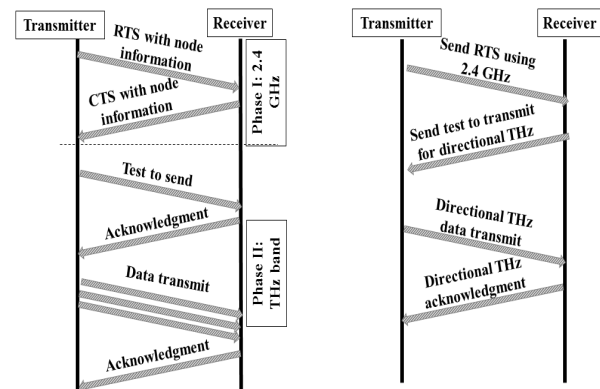 Transmitter
Receiver
RTS with node
information
CTS with node
information
Phase I: 2.4
GHz
Test to send
Acknowledgment
Data transmit
Phase II:
THz band
Acknowledgment
Transmitter
Receiver
Send RTS using
2.4 GHz
Send test to transmit
for directional THz
Directional THz
data transmit
Directional THz
acknowledgment